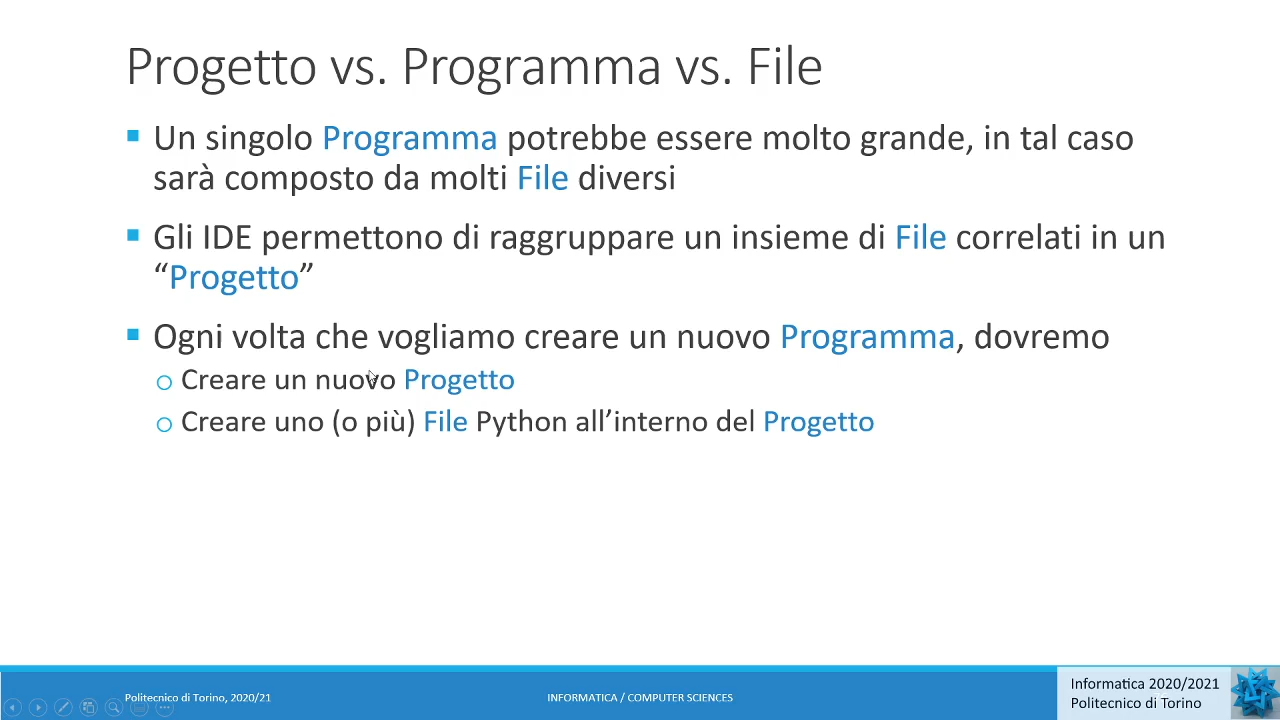 Progetto vs. Programma vs. File
Un singolo Programma potrebbe essere molto grande, in tal caso
sarà composto da molti File diversi
Gli IDE permettono di raggruppare un insieme di File correlati in un
“Progetto”
Ogni volta che vogliamo creare un nuovo Programma, dovremo
Creare un nuovo Progetto
Creare uno (o più) File Python all’interno del Progetto
Politecnico di Torino, 2020/21
INFORMATICA / COMPUTER SCIENCES
Informatica 2020/2021
Politecnico di Torino